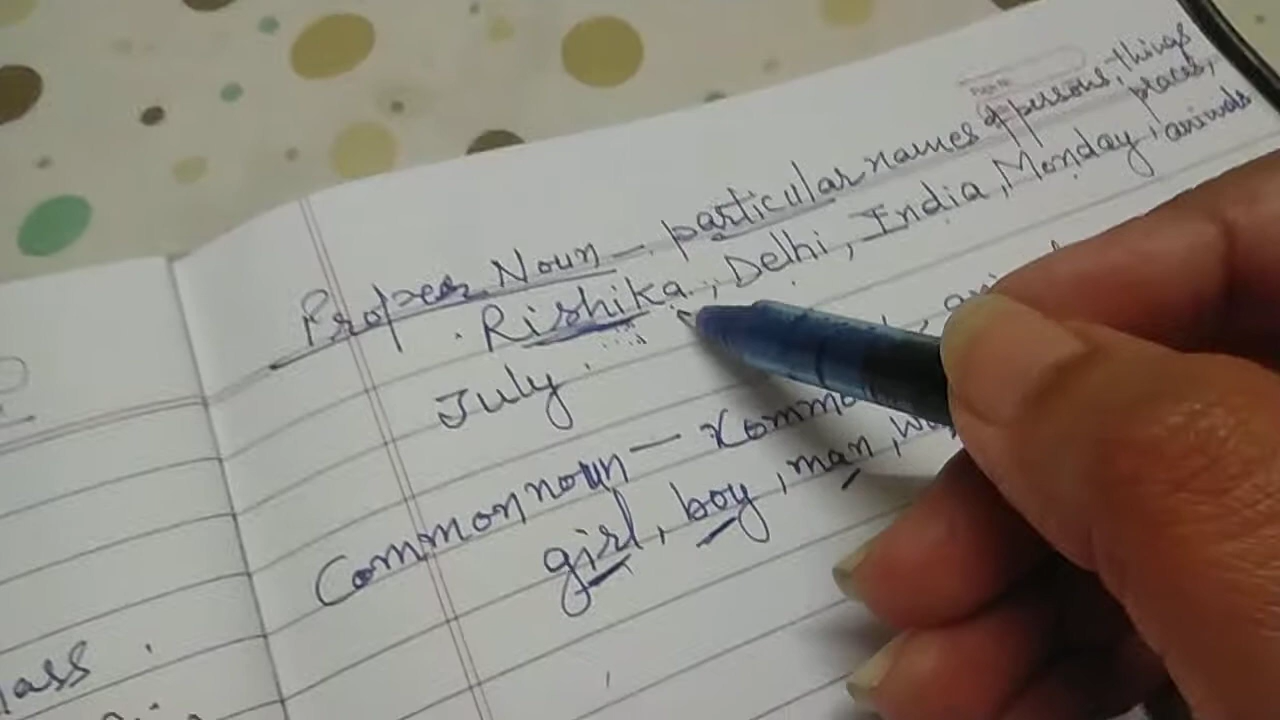 Proper Noun - particular names of persons, things
places,
Rishika, Delhi, India, Monday, animals
July.
Common noun -
girl, boy, man,
lass.